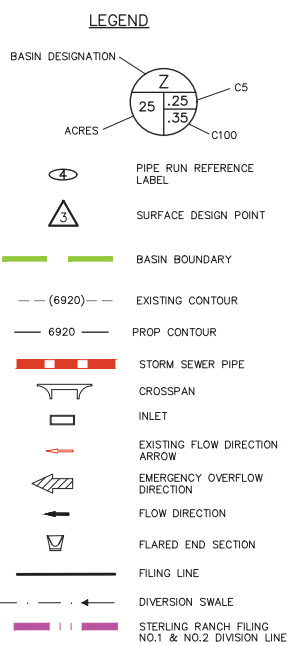 LEGEND
BASIN DESIGNATION
Z
25
.25
.35
C5
ACRES
C100
4
PIPE RUN REFERENCE
LABEL
3
SURFACE DESIGN POINT
BASIN BOUNDARY
(6920)
EXISTING CONTOUR
6920
PROP CONTOUR
STORM SEWER PIPE
CROSSPAN
INLET
EXISTING FLOW DIRECTION
ARROW
EMERGENCY OVERFLOW
DIRECTION
FLOW DIRECTION
FLARED END SECTION
FILING LINE
DIVERSION SWALE
STERLING RANCH FILING
NO.1 & NO.2 DIVISION LINE